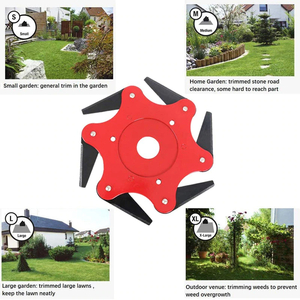 S
Small
Small garden: general trim in the garden
M
Medium
Home Garden: trimmed stone road
clearance, some hard to reach part
L
Large
Large garden: trimmed large lawns ,
keep the lawn neatly
XL
X-Large
Outdoor venue: trimming weeds to prevent
weed overgrowth